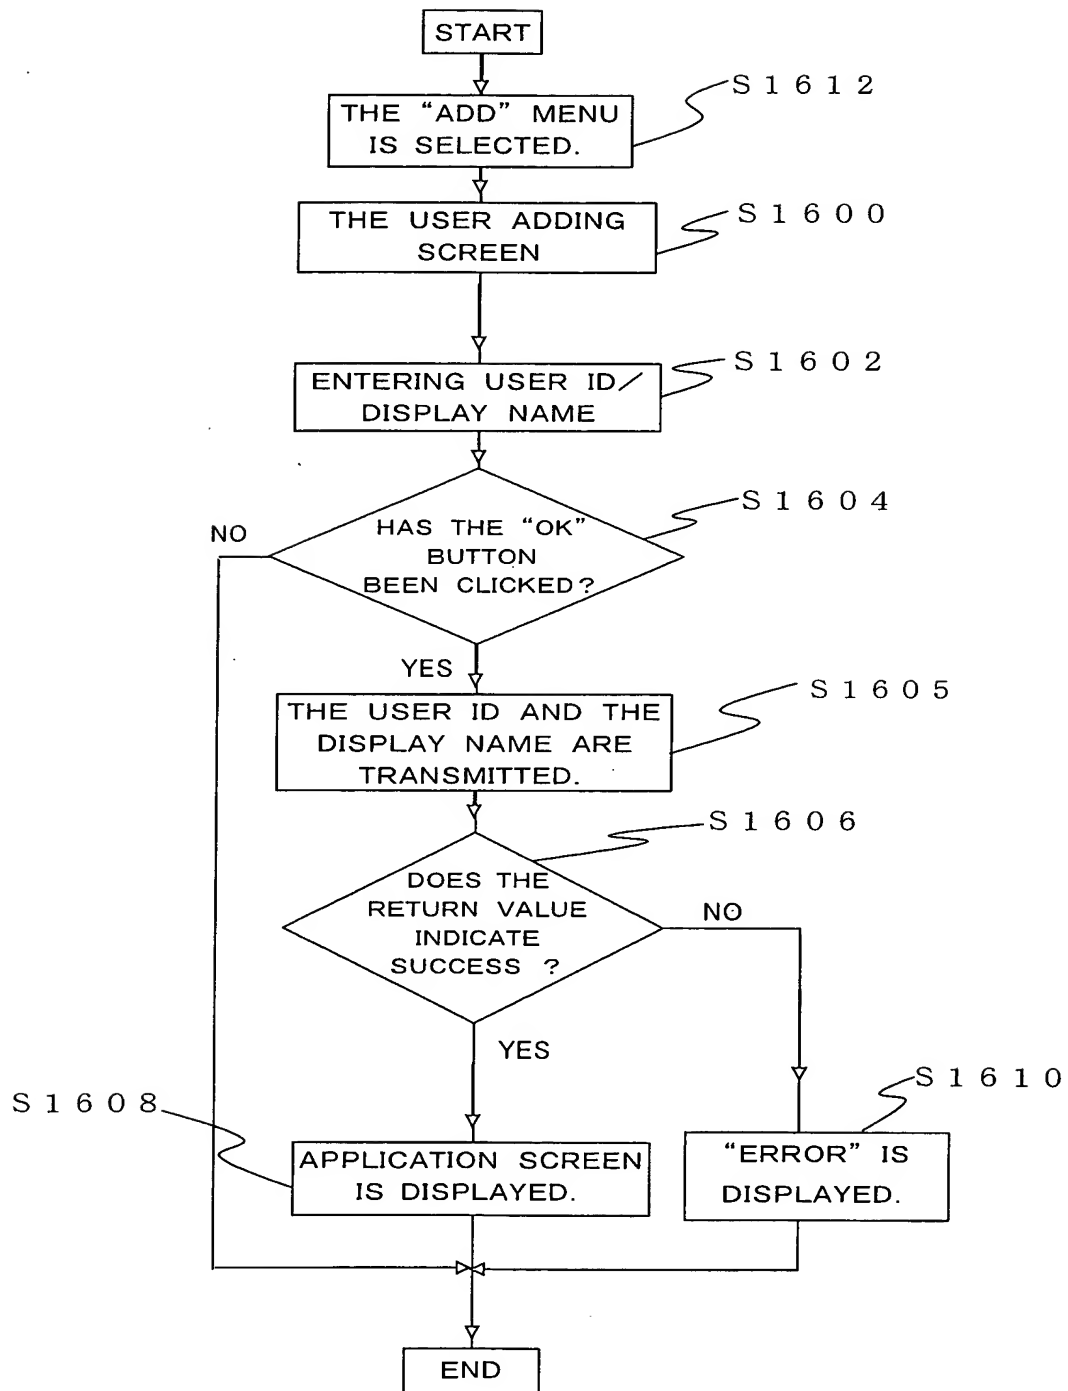 START
S1612
THE “ADD” MENU
IS SELECTED.
S1600
THE USER ADDING
SCREEN
S1602
ENTERING USER ID／
DISPLAY NAME
S1604
NO
HAS THE “OK”
BUTTON
BEEN CLICKED?
YES
S1605
THE USER ID AND THE
DISPLAY NAME ARE
TRANSMITTED.
S1606
DOES THE
RETURN VALUE
INDICATE
SUCCESS ?
NO
YES
S1608
S1610
APPLICATION SCREEN
IS DISPLAYED.
“ERROR” IS
DISPLAYED.
END